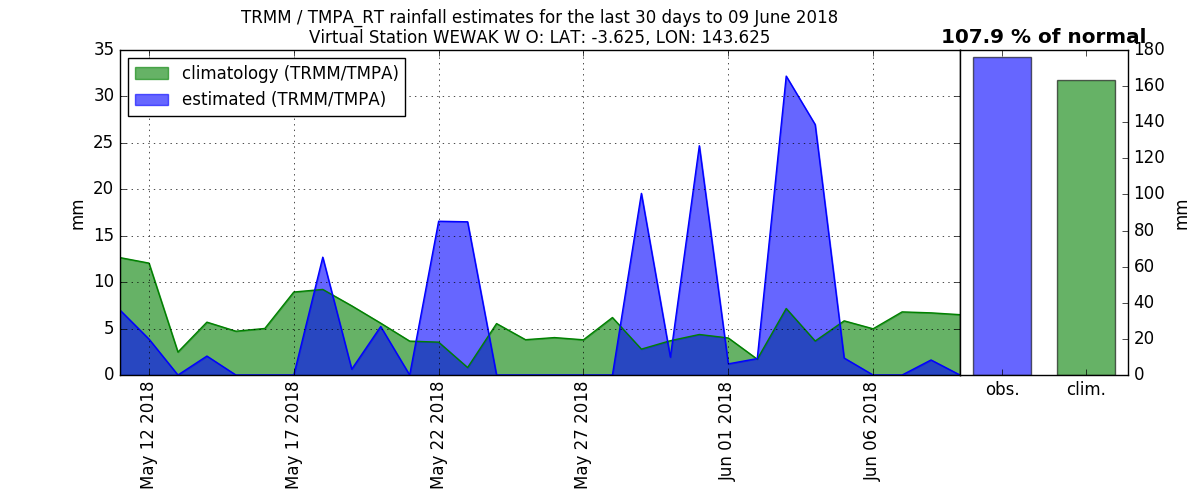 TRMM / TMPA_RT rainfall estimates for the last 30 days to 09 June 2018
Virtual Station WEWAK W O: LAT: -3.625, LON: 143.625
107.9 % of normal
climatology (TRMM/TMPA)
estimated (TRMM/TMPA)
mm
35
30
25
20
15
10
5
0
May 12 2018
May 17 2018
May 22 2018
May 27 2018
Jun 01 2018
Jun 06 2018
obs.
clim.
180
160
140
120
100
80
60
40
20
0
mm